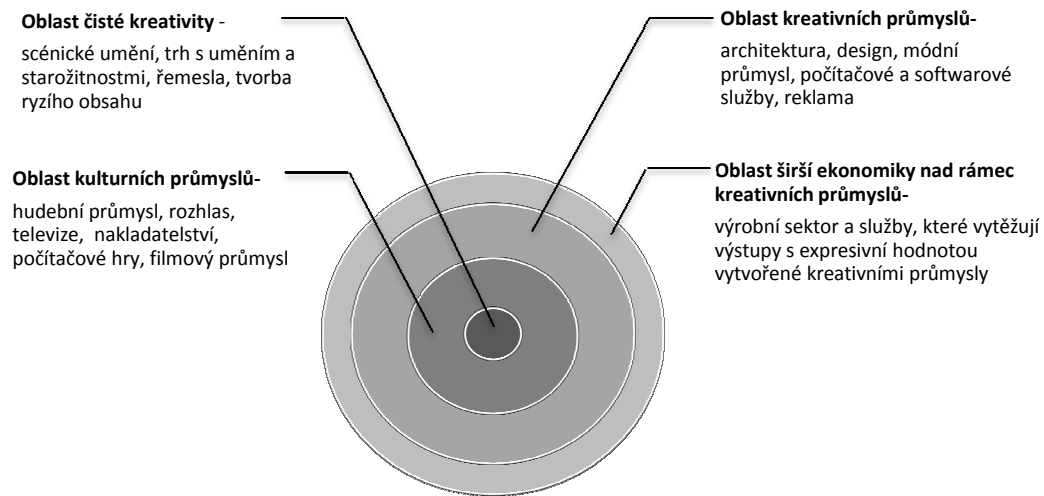 Oblast čisté kreativity -
scénické umění, trh s uměním a
starožitnostmi, řemesla, tvorba
ryzího obsahu
Oblast kulturních průmyslů-
hudební průmysl, rozhlas,
televize, nakladatelství,
počítačové hry, filmový průmysl
Oblast kreativních průmyslů-
architektura, design, módní
průmysl, počítačové a softwarové
služby, reklama
Oblast širší ekonomiky nad rámec
kreativních průmyslů-
výrobní sektor a služby, které vytěžují
výstupy s expresivní hodnotou
vytvořené kreativními průmysly